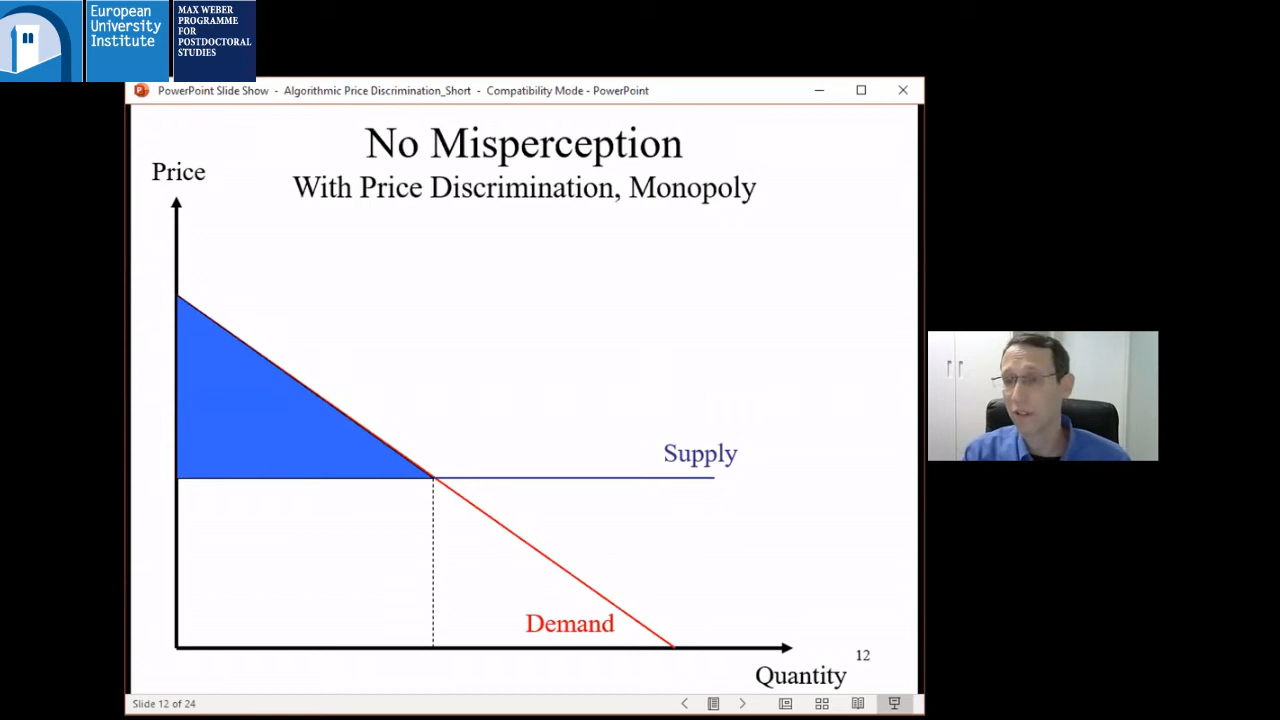 European
University
Institute
MAX WEBER
PROGRAMME
FOR
POSTDOCTORAL
STUDIES
PowerPoint Slide Show - Algorithmic Price Discrimination_Short - Compatibility Mode - PowerPoint
No Misperception
With Price Discrimination, Monopoly
Price
Supply
Demand
12
Quantity
Slide 12 of 24